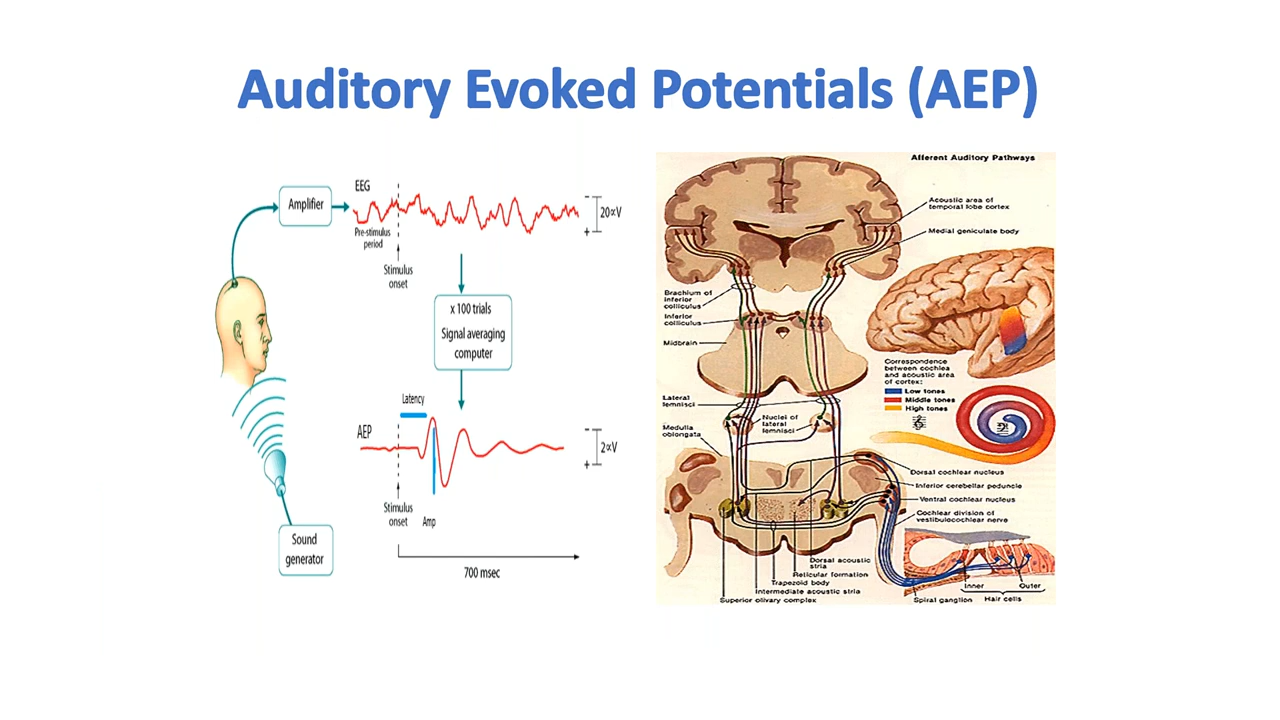 Auditory Evoked Potentials (AEP)
EEG
Amplifier
20∝V
+
Pre-stimulus
period
Stimulus
onset
x 100 trials
Signal averaging
computer
Latency
AEP
2∝V
+
Stimulus
onset
Amp
Sound
generator
700 msec
Afferent Auditory Pathways
Acoustic area of
temporal lobe cortex
Medial geniculate body
Brachium of
inferior
colliculus
Inferior
colliculus
Midbrain
Correspondence
between cochlea
and acoustic area
of cortex:
Low tones
Middle tones
High tones
Lateral
lemnisci
Nuclei of
lateral
lemnisci
Medulla
oblongata
Dorsal cochlear nucleus
Inferior cerebellar peduncle
Ventral cochlear nucleus
Cochlear division of
vestibulocochlear nerve
Dorsal acoustic
stria
Reticular formation
Trapezoid body
Intermediate acoustic stria
Superior olivary complex
Inner
Outer
Spiral ganglion
Hair cells